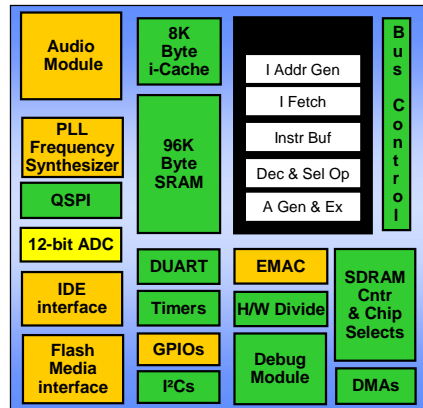 Audio
Module
PLL
Frequency
Synthesizer
QSPI
12-bit ADC
IDE
interface
Flash
Media
interface
8K
Byte
i-Cache
96K
Byte
SRAM
DUART
Timers
GPIOs
I²Cs
I Addr Gen
I Fetch
Instr Buf
Dec & Sel Op
A Gen & Ex
EMAC
H/W Divide
Debug
Module
B
u
s
C
o
n
t
r
o
l
SDRAM
Cntr
& Chip
Selects
DMAs